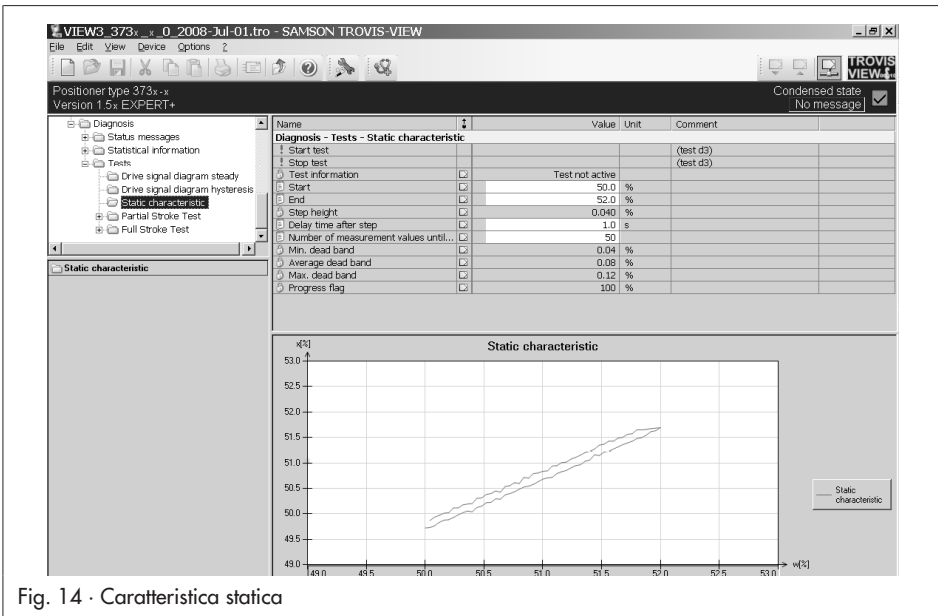 VIEW3_373x_x_0_2008-Jul-01.tro - SAMSON TROVIS-VIEW
File Edit View Device Options ?
TROVIS
VIEW
Positioner type 373x-x
Version 1.5x EXPERT+
Condensed state
No message
Diagnosis
Status messages
Statistical information
Tests
Drive signal diagram steady
Drive signal diagram hysteresis
Static characteristic
Partial Stroke Test
Full Stroke Test
Static characteristic
Name Value Unit Comment
Diagnosis - Tests - Static characteristic
! Start test (test d3)
! Stop test (test d3)
Test information Test not active
Start 50.0 %
End 52.0 %
Step height 0.040 %
Delay time after step 1.0 s
Number of measurement values until... 50
Min. dead band 0.04 %
Average dead band 0.08 %
Max. dead band 0.12 %
Progress flag 100 %
x[%]
Static characteristic
53.0
52.5
52.0
51.5
51.0
50.5
50.0
49.5
49.0
49.0 49.5 50.0 50.5 51.0 51.5 52.0 52.5 53.0
w[%]
Static
characteristic
Fig. 14 · Caratteristica statica